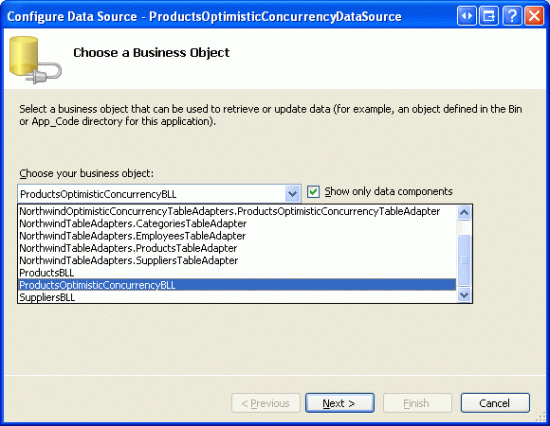 Configure Data Source - ProductsOptimisticConcurrencyDataSource
Choose a Business Object
Select a business object that can be used to retrieve or update data (for example, an object defined in the Bin
or App_Code directory for this application).
Choose your business object:
ProductsOptimisticConcurrencyBLL
Show only data components
NorthwindOptimisticConcurrencyTableAdapters.ProductsOptimisticConcurrencyTableAdapter
NorthwindTableAdapters.CategoriesTableAdapter
NorthwindTableAdapters.EmployeesTableAdapter
NorthwindTableAdapters.ProductsTableAdapter
NorthwindTableAdapters.SuppliersTableAdapter
ProductsBLL
ProductsOptimisticConcurrencyBLL
SuppliersBLL
< Previous
Next >
Finish
Cancel